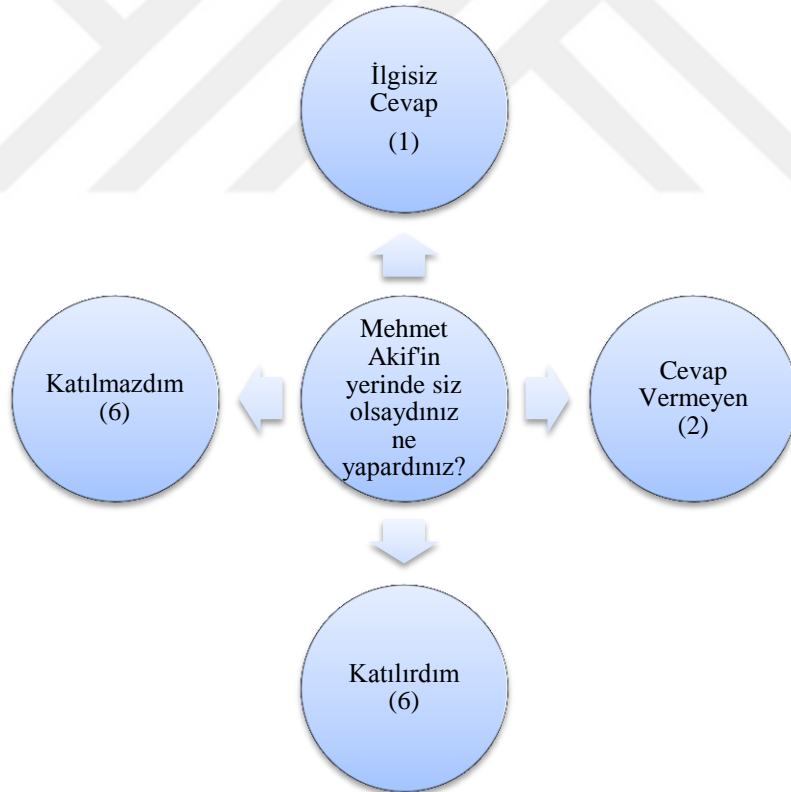 İlgisiz
Cevap
(1)
Katılmazdım
(6)
Mehmet
Akif'in
yerinde siz
olsaydınız
ne
yapardınız?
Cevap
Vermeyen
(2)
Katılırdım
(6)